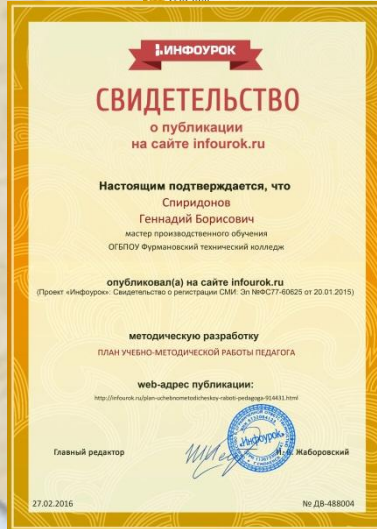 ИНФОУРОК
СВИДЕТЕЛЬСТВО
о публикации
на сайте infourok.ru
Настоящим подтверждается, что
Спиридонов
Геннадий Борисович
мастер производственного обучения
ОГБПОУ Фурмановский технический колледж
опубликовал(а) на сайте infourok.ru
(Проект «Инфоурок»: Свидетельство о регистрации СМИ: Эл №ФС77-60625 от 20.01.2015)
методическую разработку
ПЛАН УЧЕБНО-МЕТОДИЧЕСКОЙ РАБОТЫ ПЕДАГОГА
web-адрес публикации:
http://infourok.ru/plan-uchebnometodicheskoy-raboti-pedagoga-914431.html
Главный редактор
«Инфоурок»
Жаборовский
27.02.2016
№ ДВ-488004